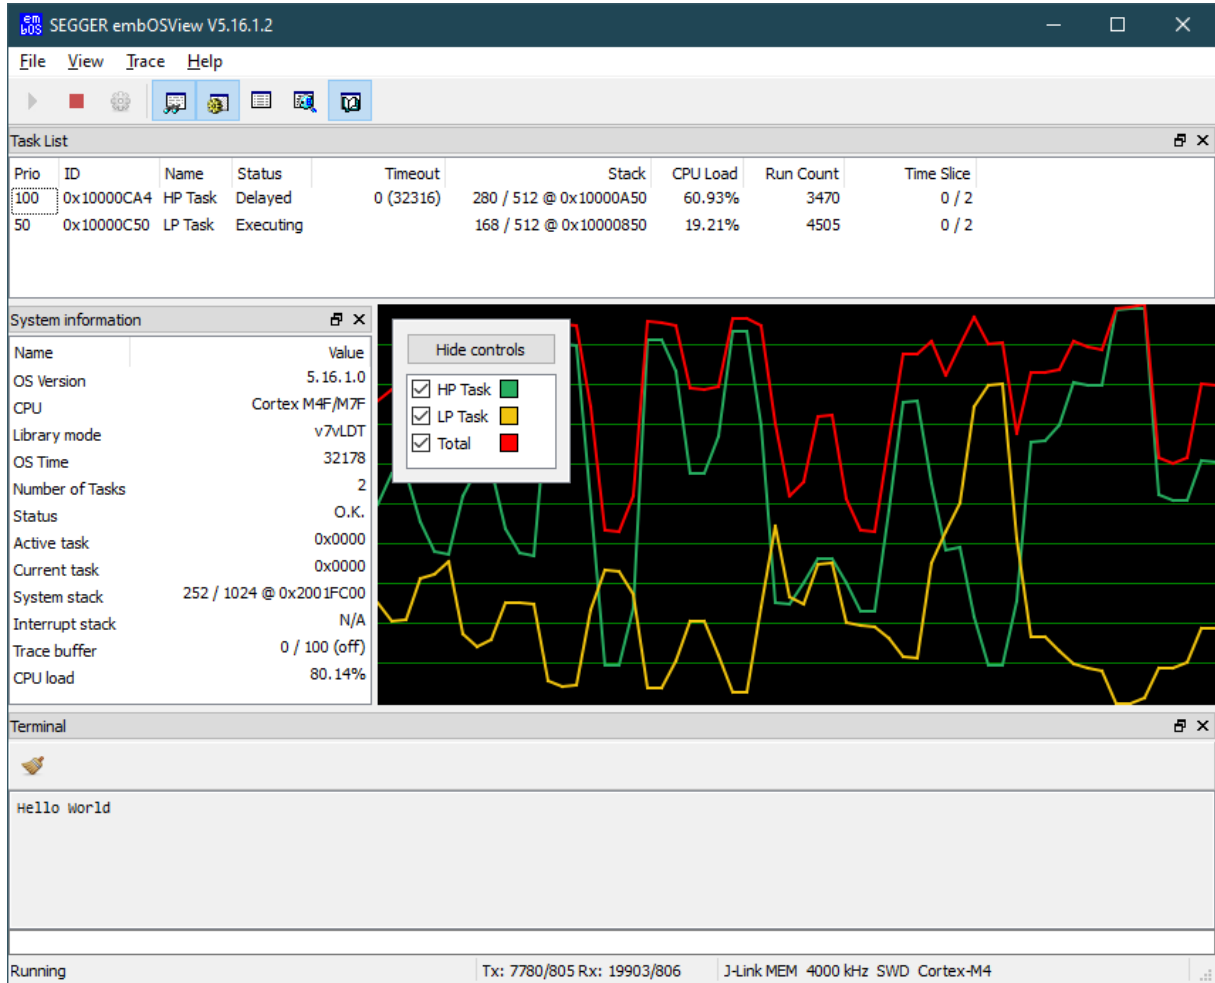 em
bOS
SEGGER embOSView V5.16.1.2
File View Trace Help
Task List
Prio ID Name Status Timeout Stack CPU Load Run Count Time Slice
100 0x10000CA4 HP Task Delayed 0 (32316) 280 / 512 @ 0x10000A50 60.93% 3470 0 / 2
50 0x10000C50 LP Task Executing 168 / 512 @ 0x10000850 19.21% 4505 0 / 2
System information
Name Value
OS Version 5.16.1.0
CPU Cortex M4F/M7F
Library mode v7vLDT
OS Time 32178
Number of Tasks 2
Status O.K.
Active task 0x0000
Current task 0x0000
System stack 252 / 1024 @ 0x2001FC00
Interrupt stack N/A
Trace buffer 0 / 100 (off)
CPU load 80.14%
Hide controls
HP Task
LP Task
Total
Terminal
Hello World
Running Tx: 7780/805 Rx: 19903/806 J-Link MEM 4000 kHz SWD Cortex-M4